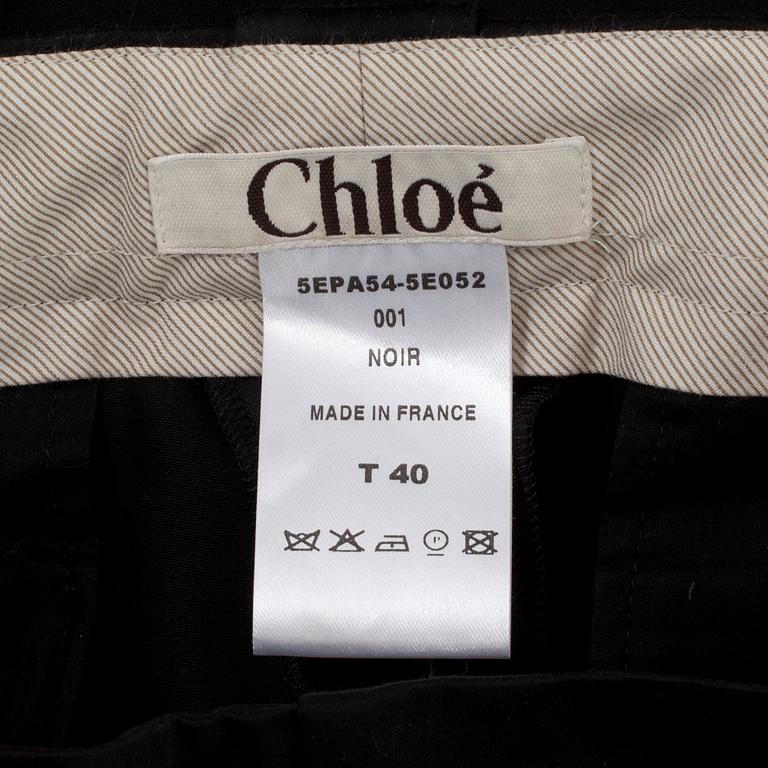 Chloé
5EPA54-5E052
001
NOIR
MADE IN FRANCE
T 40
P